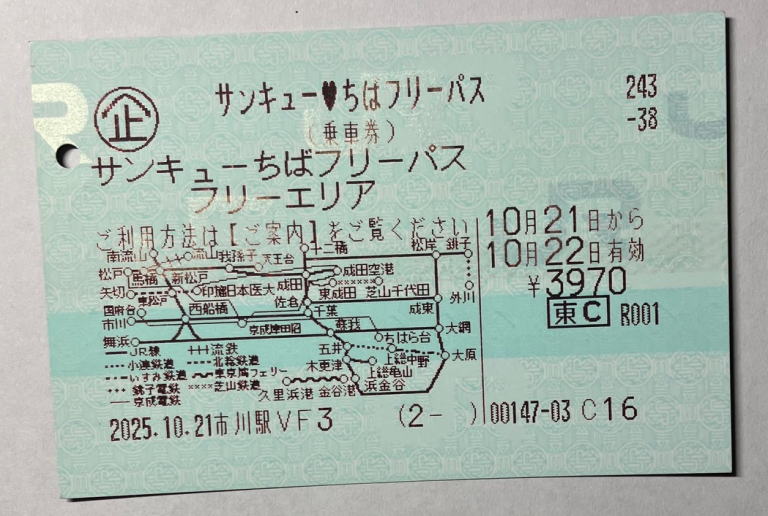 企 サンキュー♥ちばフリーパス 243
(乗車券) -38
サンキューちばフリーパス
フリーエリア
ご利用方法は【ご案内】をご覧ください
10月21日から
10月22日有効
¥3970
東C R001
南流山 流山 我孫子 天王台 十二橋 松岸 銚子
松戸 馬橋 新松戸 成田 成田空港
矢切 東松戸 印旛日本医大 東成田 芝山千代田 外川
国府台 西船橋 佐倉 成東
市川 京成津田沼 千葉 蘇我 大網
舞浜 五井 ちはら台 上総中野 大原
木更津 上総亀山
久里浜港 金谷港 浜金谷
JR線 流鉄
小湊鉄道 北総鉄道
いすみ鉄道 東京湾フェリー
銚子電鉄 芝山鉄道
京成電鉄
2025.10.21市川駅VF3 (2- ) 00147-03 C16